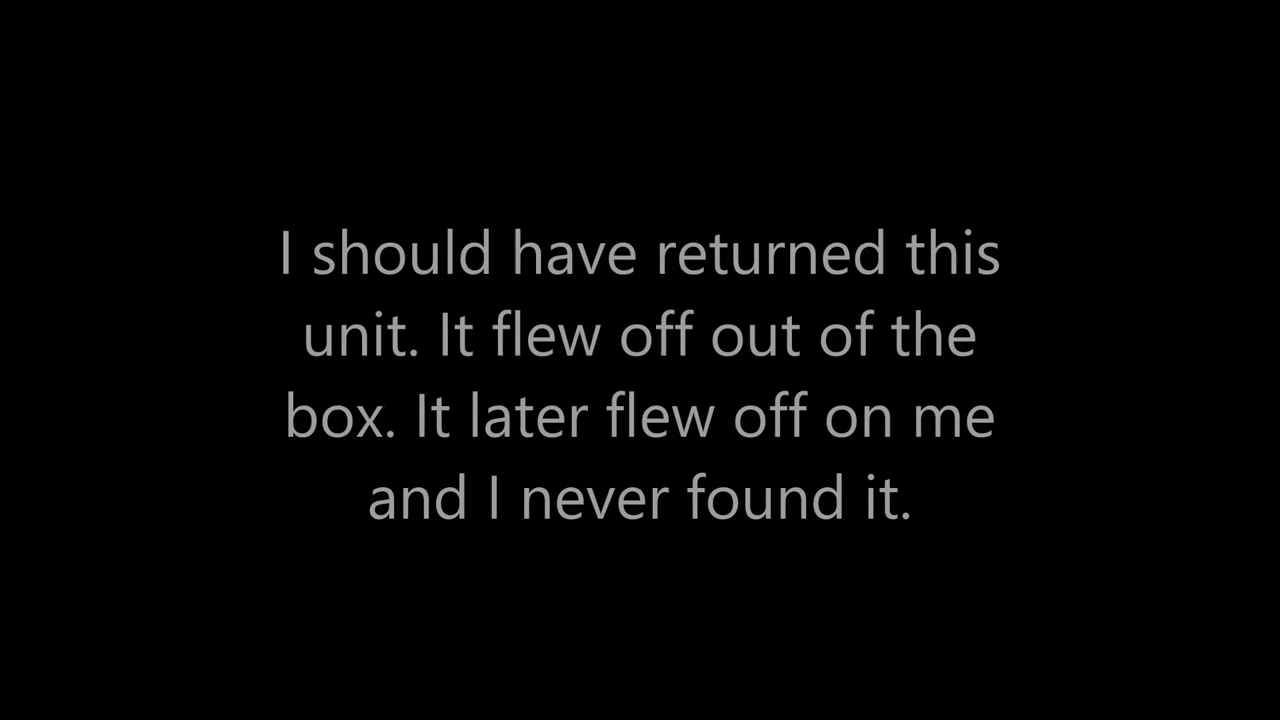 I should have returned this
unit. It flew off out of the
box. It later flew off on me
and I never found it.